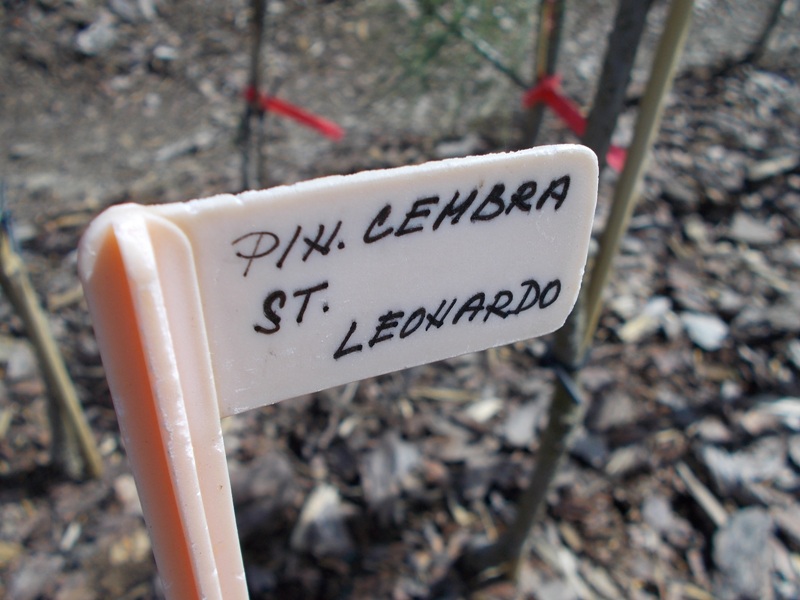 PIN. CEMBRA
ST.
LEONARDO